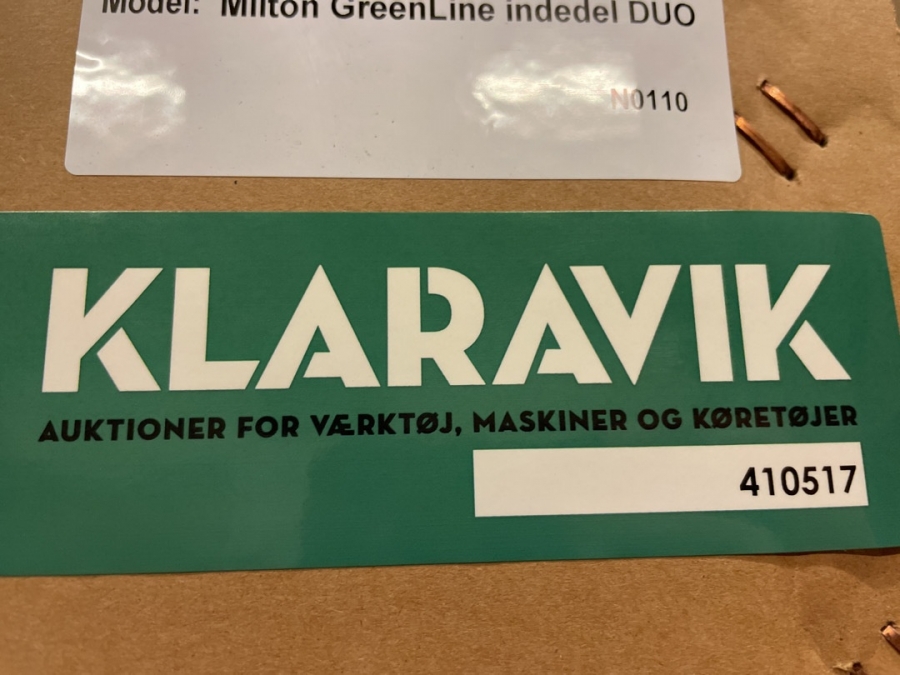 Model: Milton GreenLine indedel DUO
N0110
KLARAVIK
AUKTIONER FOR VÆRKTØJ, MASKINER OG KØRETØJER
410517